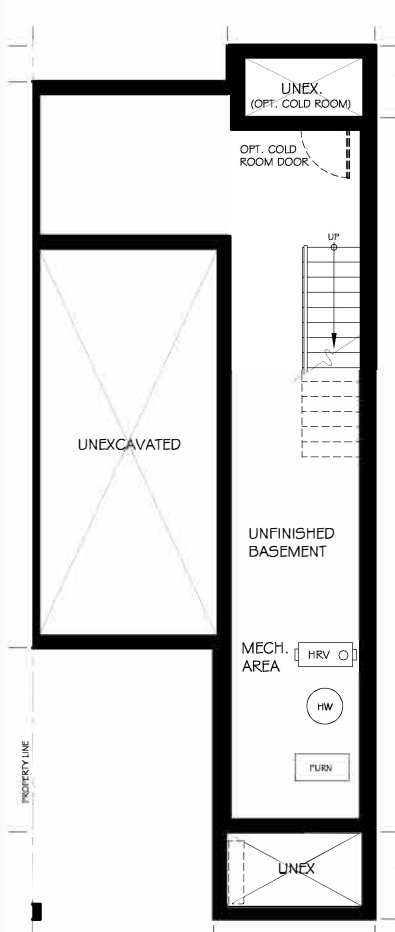 UNEX.
(OPT. COLD ROOM)
OPT. COLD
ROOM DOOR
UP
UNEXCAVATED
UNFINISHED
BASEMENT
MECH.
AREA
HRV
HW
FURN
PROPERTY LINE
UNEX